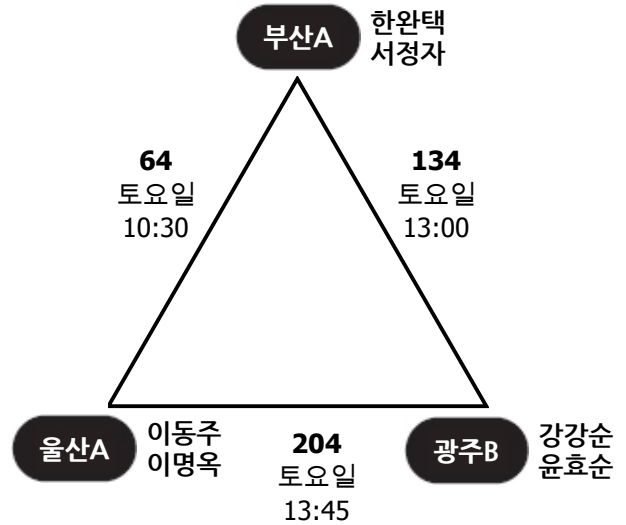 부산A
한완택
서정자
64
토요일
10:30
134
토요일
13:00
울산A
이동주
이명옥
204
토요일
13:45
광주B
강강순
윤효순